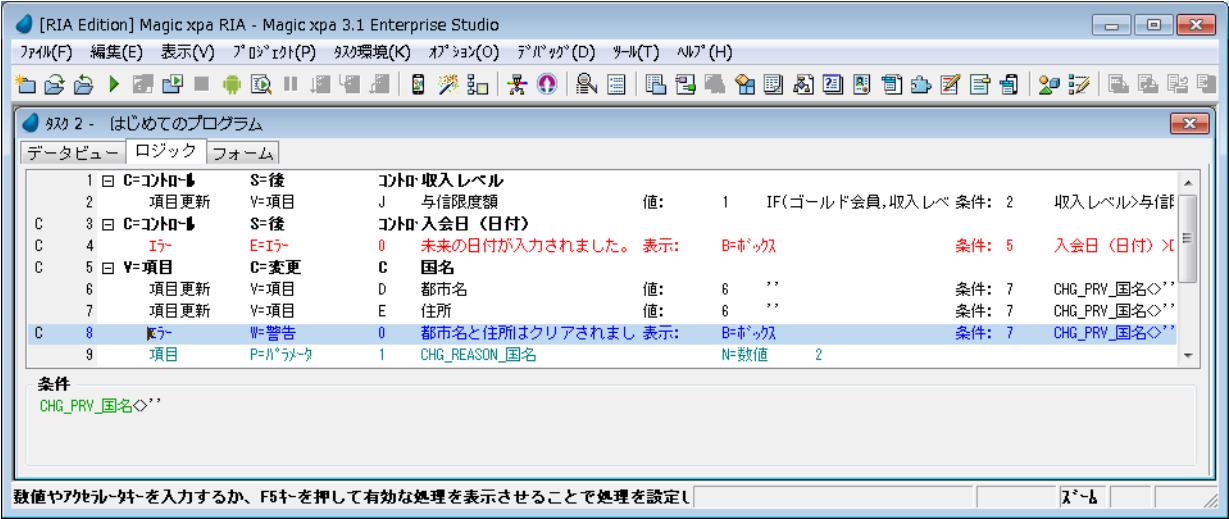 [RIA Edition] Magic xpa RIA - Magic xpa 3.1 Enterprise Studio
ﾌｧｲﾙ(F) 編集(E) 表示(V) ﾌﾟﾛｼﾞｪｸﾄ(P) ﾀｽｸ環境(K) ｵﾌﾟｼｮﾝ(O) ﾃﾞﾊﾞｯｸﾞ(D) ﾂｰﾙ(T) ﾍﾙﾌﾟ(H)
ﾀｽｸ 2 - はじめてのプログラム
データビュー ロジック フォーム
1 C=ｺﾝﾄﾛｰﾙ S=後 ｺﾝﾄﾛ 収入レベル
2 項目更新 V=項目 J 与信限度額 値: 1 IF(ゴールド会員,収入レベ 条件: 2 収入レベル>与信
C 3 C=ｺﾝﾄﾛｰﾙ S=後 ｺﾝﾄﾛ 入会日（日付）
C 4 ｴﾗｰ E=ｴﾗｰ 0 未来の日付が入力されました。 表示: B=ﾎﾞｯｸｽ 条件: 5 入会日（日付）>
C 5 V=項目 C=変更 C 国名
6 項目更新 V=項目 D 都市名 値: 6 '' 条件: 7 CHG_PRV_国名<>''
7 項目更新 V=項目 E 住所 値: 6 '' 条件: 7 CHG_PRV_国名<>''
C 8 ｴﾗｰ W=警告 0 都市名と住所はクリアされまし 表示: B=ﾎﾞｯｸｽ 条件: 7 CHG_PRV_国名<>''
9 項目 P=ﾊﾟﾗﾒｰﾀ 1 CHG_REASON_国名 N=数値 2
条件
CHG_PRV_国名<>''
数値やｱｸｾﾗﾚｰﾀｷｰを入力するか、F5ｷｰを押して有効な処理を表示させることで処理を設定し ｽﾞｰﾑ